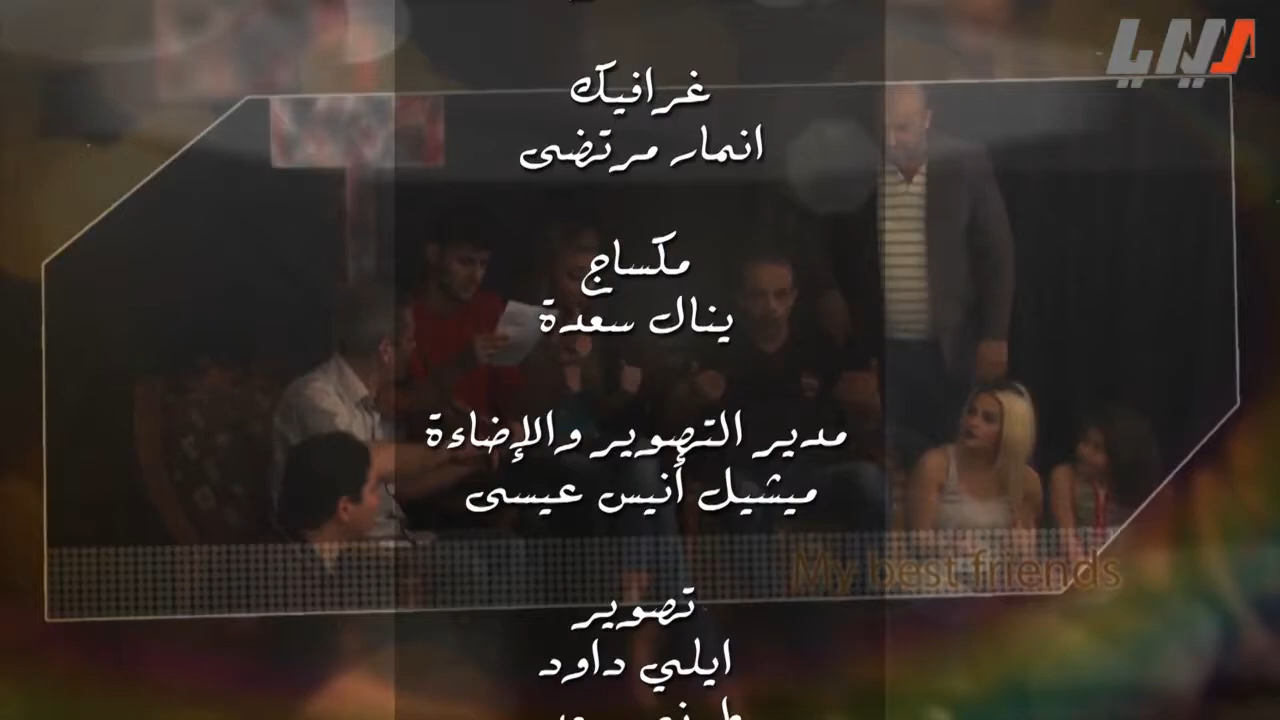 غرافيك
انمار مرتضى
مكساج
ينال سعدة
مدير التصوير والإضاءة
ميشيل أنيس عيسى
My best friends
تصوير
ايلي داود